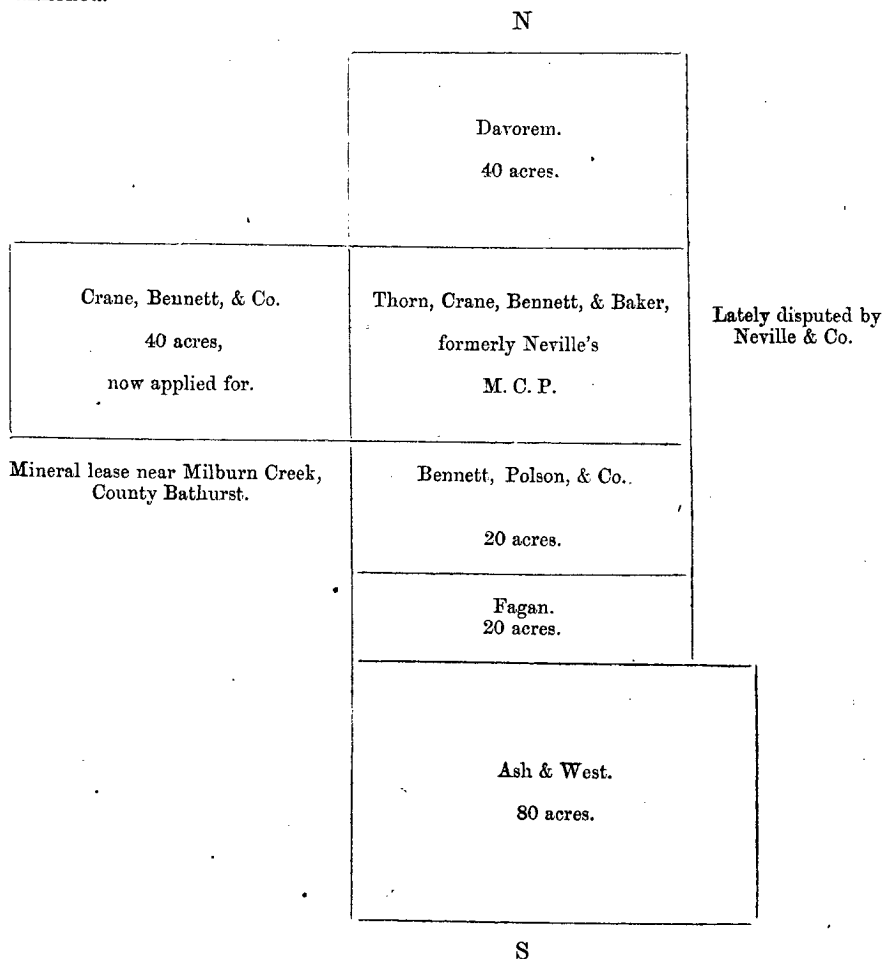 N
Davorem.
40 acres.
Crane, Bennett, & Co.
40 acres,
now applied for.
Thorn, Crane, Bennett, & Baker,
formerly Neville's
M. C. P.
Lately disputed by
Neville & Co.
Mineral lease near Milburn Creek,
County Bathurst.
Bennett, Polson, & Co.
20 acres.
Fagan.
20 acres.
Ash & West.
80 acres.
S